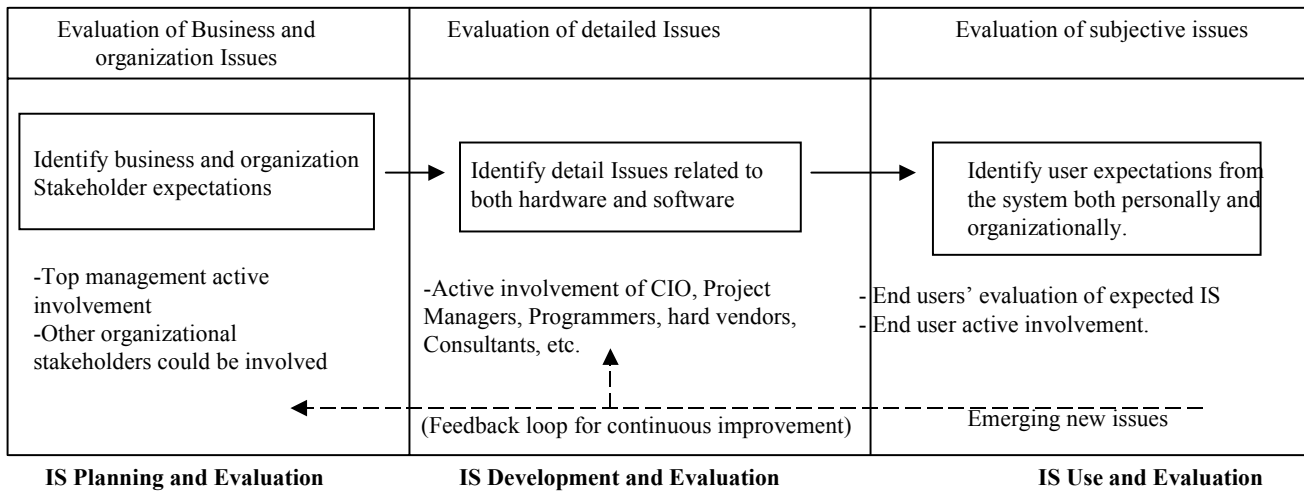 Evaluation of Business and
organization Issues
Evaluation of detailed Issues
Evaluation of subjective issues
Identify business and organization
Stakeholder expectations
Identify detail Issues related to
both hardware and software
Identify user expectations from
the system both personally and
organizationally.
-Top management active
involvement
-Other organizational
stakeholders could be involved
-Active involvement of CIO, Project
Managers, Programmers, hard vendors,
Consultants, etc.
- End users’ evaluation of expected IS
- End user active involvement.
(Feedback loop for continuous improvement)
Emerging new issues
IS Planning and Evaluation
IS Development and Evaluation
IS Use and Evaluation